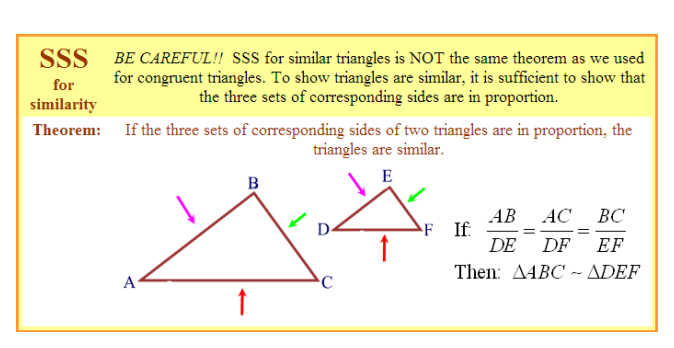 SSS
for
similarity
BE CAREFUL!! SSS for similar triangles is NOT the same theorem as we used
for congruent triangles. To show triangles are similar, it is sufficient to show that
the three sets of corresponding sides are in proportion.
Theorem:
If the three sets of corresponding sides of two triangles are in proportion, the
triangles are similar.
B
A
C
E
D
F
If: AB/DE = AC/DF = BC/EF
Then: ΔABC ~ ΔDEF